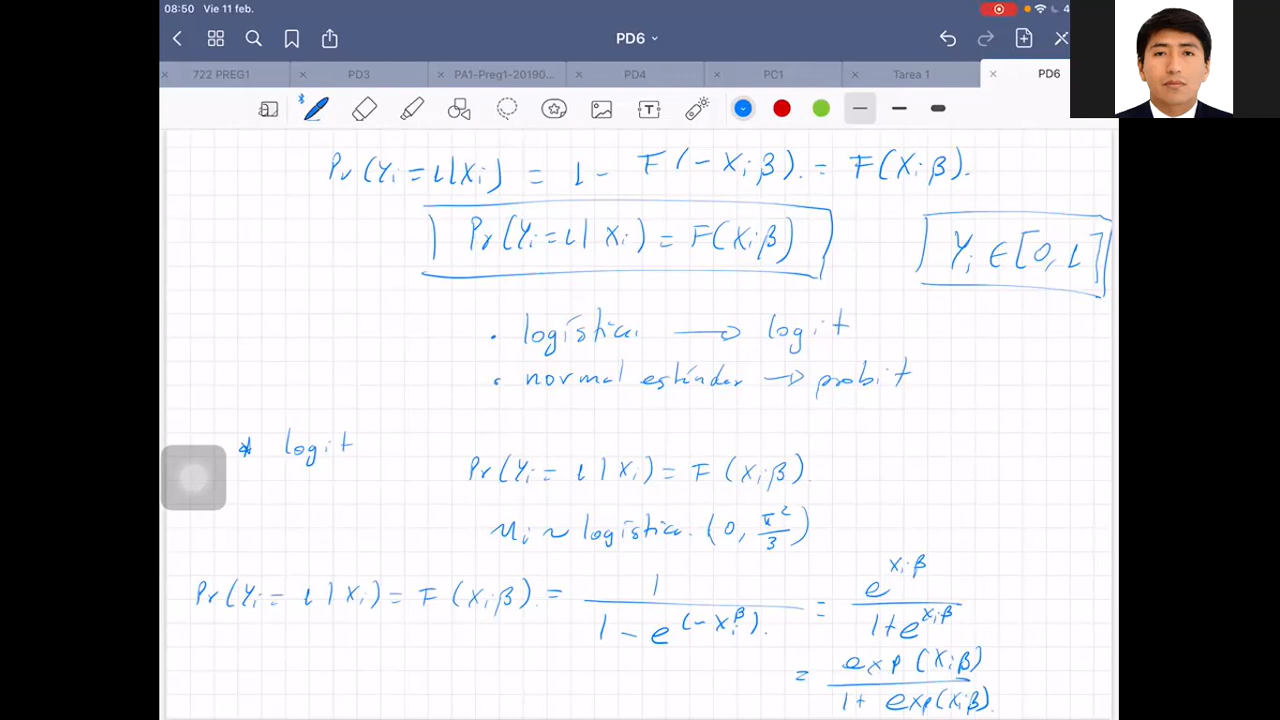 08:50 Vie 11 feb.
4
PD6
722 PREG1
PD3
PA1-Preg1-20190...
PD4
PC1
Tarea 1
PD6
Pr(Yi = 1|Xi) = 1 - F(-Xiβ). = F(Xiβ).
Pr(Yi = 1|Xi) = F(Xiβ)
Yi ∈ [0, 1]
• logística. → logit
• normal estándar → probit
* logit
Pr(Yi = 1|Xi) = F(Xiβ).
ui ~ logística. (0, π²/3)
Pr(Yi = 1|Xi) = F(Xiβ). = 1 / (1 - e^(-Xiβ)). = e^(Xiβ) / (1 + e^(Xiβ))
= exp(Xiβ) / (1 + exp(Xiβ)).